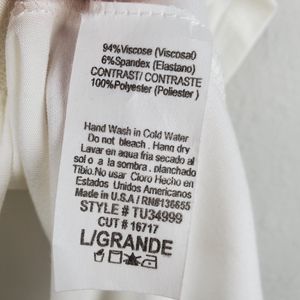 94%Viscose (Viscosa0
6%Spandex (Elastano)
CONTRAST/ CONTRASTE
100%Polyester (Poliester )
Hand Wash in Cold Water
Do not bleach . Hang dry
Lavar en agua fria secado al
sol o a la sombra , planchado
Tibio.No usar Cloro Hecho en
Estados Unidos Americanos
Made in U.S.A / RN#136655
STYLE # TU34999
CUT # 16717
L/GRANDE